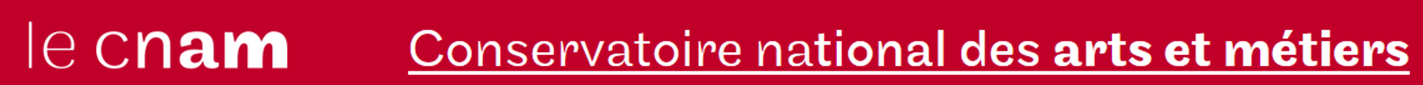 le cnam Conservatoire national des arts et métiers